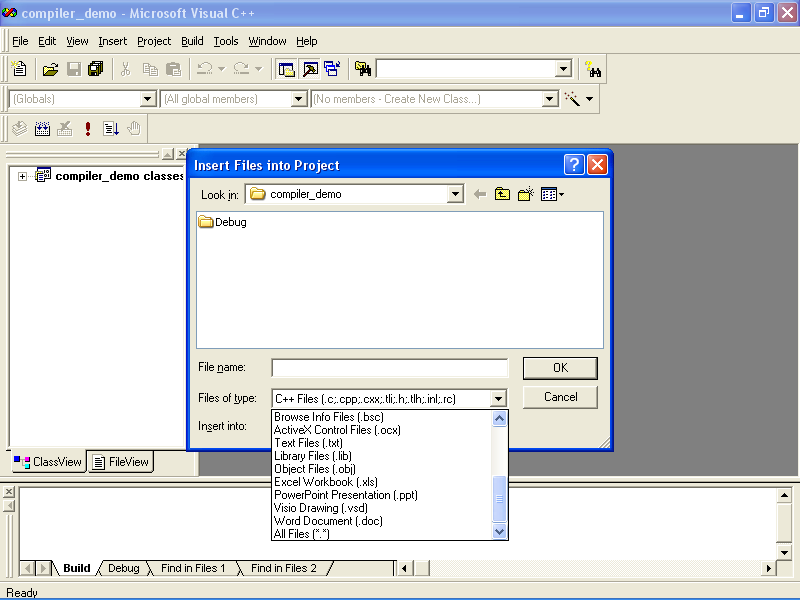 compiler_demo - Microsoft Visual C++
File Edit View Insert Project Build Tools Window Help
(Globals) (All global members) (No members - Create New Class...)
compiler_demo classes
Insert Files into Project
Look in: compiler_demo
Debug
File name: OK
Files of type: C++ Files (.c;.cpp;.cxx;.tli;.h;.tlh;.inl;.rc) Cancel
Insert into:
Browse Info Files (.bsc)
ActiveX Control Files (.ocx)
Text Files (.txt)
Library Files (.lib)
Object Files (.obj)
Excel Workbook (.xls)
PowerPoint Presentation (.ppt)
Visio Drawing (.vsd)
Word Document (.doc)
All Files (*.*)
ClassView FileView
Build Debug Find in Files 1 Find in Files 2
Ready